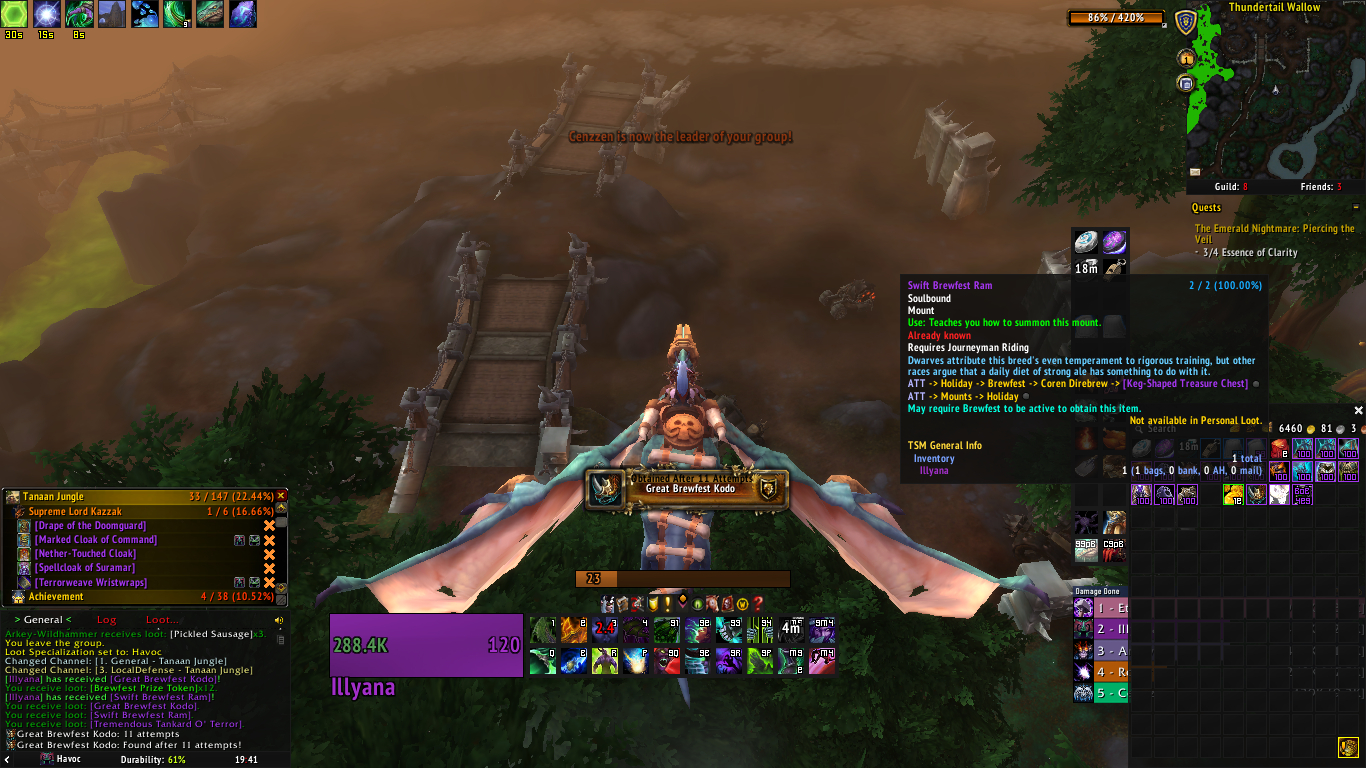 30s 15s 8s
9
86% / 420%
Thundertail Wallow
Guild: 8 Friends: 3
Quests
The Emerald Nightmare: Piercing the
Veil
- 3/4 Essence of Clarity
Cenzzen is now the leader of your group!
18m
Swift Brewfest Ram 2 / 2 (100.00%)
Soulbound
Mount
Use: Teaches you how to summon this mount.
Already known
Requires Journeyman Riding
Dwarves attribute this breed's even temperament to rigorous training, but other
races argue that a daily diet of strong ale has something to do with it.
ATT -> Holiday -> Brewfest -> Coren Direbrew -> [Keg-Shaped Treasure Chest]
ATT -> Mounts -> Holiday
May require Brewfest to be active to obtain this item.
Not available in Personal Loot.
TSM General Info
Inventory 1 total
Illyana 1 (1 bags, 0 bank, 0 AH, 0 mail)
Search
6460 81 3
Obtained After 11 Attempts
Great Brewfest Kodo
Tanaan Jungle 33 / 147 (22.44%)
Supreme Lord Kazzak 1 / 6 (16.66%)
[Drape of the Doomguard]
[Marked Cloak of Command]
[Nether-Touched Cloak]
[Spellcloak of Suramar]
[Terrorweave Wristwraps]
Achievement 4 / 38 (10.52%)
> General < Log Loot...
Arkey-Wildhammer receives loot: [Pickled Sausage]x3.
You leave the group.
Loot Specialization set to: Havoc
Changed Channel: [1. General - Tanaan Jungle]
Changed Channel: [3. LocalDefense - Tanaan Jungle]
[Illyana] has received [Great Brewfest Kodo]!
You receive loot: [Brewfest Prize Token]x12.
[Illyana] has received [Swift Brewfest Ram]!
You receive loot: [Great Brewfest Kodo].
You receive loot: [Swift Brewfest Ram].
You receive loot: [Tremendous Tankard O' Terror].
Great Brewfest Kodo: 11 attempts
Great Brewfest Kodo: Found after 11 attempts!
Havoc Durability: 61% 19:41
23
288.4K 120
Illyana
2.4
4m
Damage Done
1 - Et
2 - Ill
3 - A
4 - R
5 - C